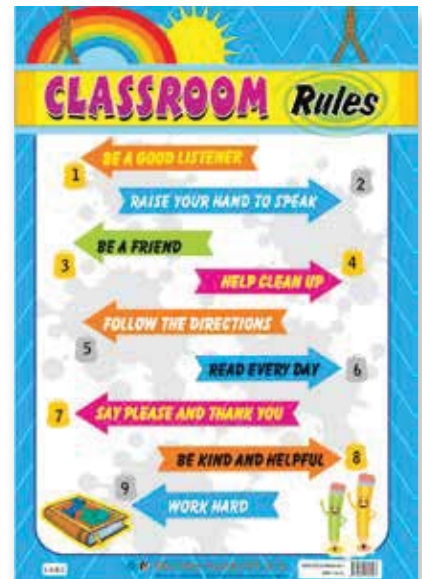 CLASSROOM Rules
1 BE A GOOD LISTENER
RAISE YOUR HAND TO SPEAK 2
3 BE A FRIEND
HELP CLEAN UP 4
5 FOLLOW THE DIRECTIONS
READ EVERY DAY 6
7 SAY PLEASE AND THANK YOU
BE KIND AND HELPFUL 8
9 WORK HARD